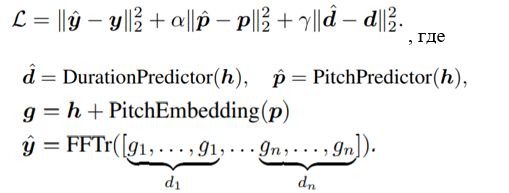 ℒ = ‖ŷ − y‖₂² + α‖p̂ − p‖₂² + γ‖d̂ − d‖₂². , где
d̂ = DurationPredictor(h), p̂ = PitchPredictor(h),
g = h + PitchEmbedding(p)
ŷ = FFTr([g₁, . . . , g₁, . . . gₙ, . . . , gₙ]).
d₁ dₙ